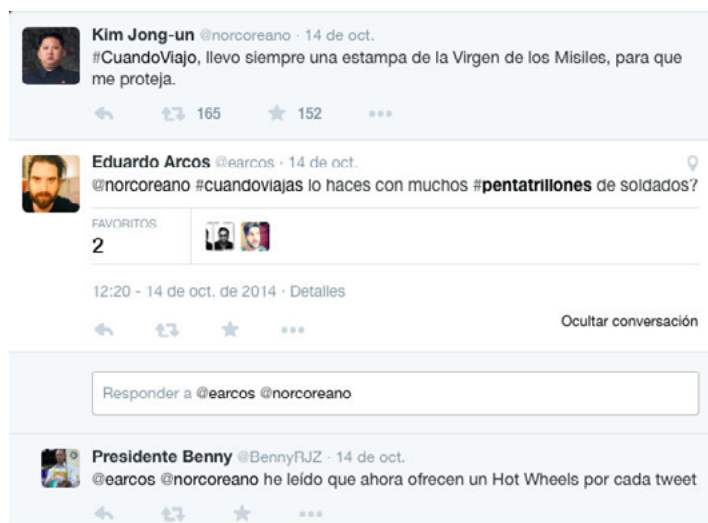 Kim Jong-un @norcoreano · 14 de oct.
#CuandoViajo, llevo siempre una estampa de la Virgen de los Misiles, para que
me proteja.
165 152
Eduardo Arcos @earcos · 14 de oct.
@norcoreano #cuandoviajas lo haces con muchos #pentatrillones de soldados?
FAVORITOS
2
12:20 - 14 de oct. de 2014 · Detalles
Ocultar conversación
Responder a @earcos @norcoreano
Presidente Benny @BennyRJZ · 14 de oct.
@earcos @norcoreano he leído que ahora ofrecen un Hot Wheels por cada tweet